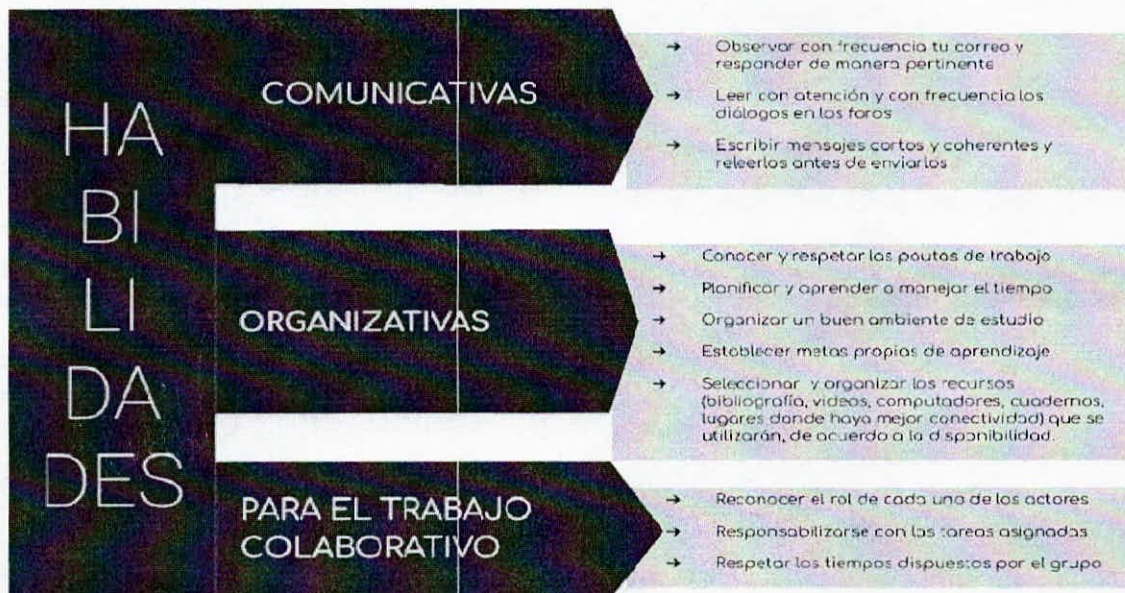 HA
BI
LI
DA
DES
COMUNICATIVAS
→ Observar con frecuencia tu correo y
responder de manera pertinente
→ Leer con atención y con frecuencia los
diálogos en los foros
→ Escribir mensajes cortos y coherentes y
releerlos antes de enviarlos
ORGANIZATIVAS
→ Conocer y respetar las pautas de trabajo
→ Planificar y aprender a manejar el tiempo
→ Organizar un buen ambiente de estudio
→ Establecer metas propias de aprendizaje
→ Seleccionar y organizar los recursos
(bibliografía, videos, computadores, cuadernos,
lugares donde haya mejor conectividad) que se
utilizarán, de acuerdo a la disponibilidad.
PARA EL TRABAJO
COLABORATIVO
→ Reconocer el rol de cada uno de los actores
→ Responsabilizarse con las tareas asignadas
→ Respetar los tiempos dispuestos por el grupo